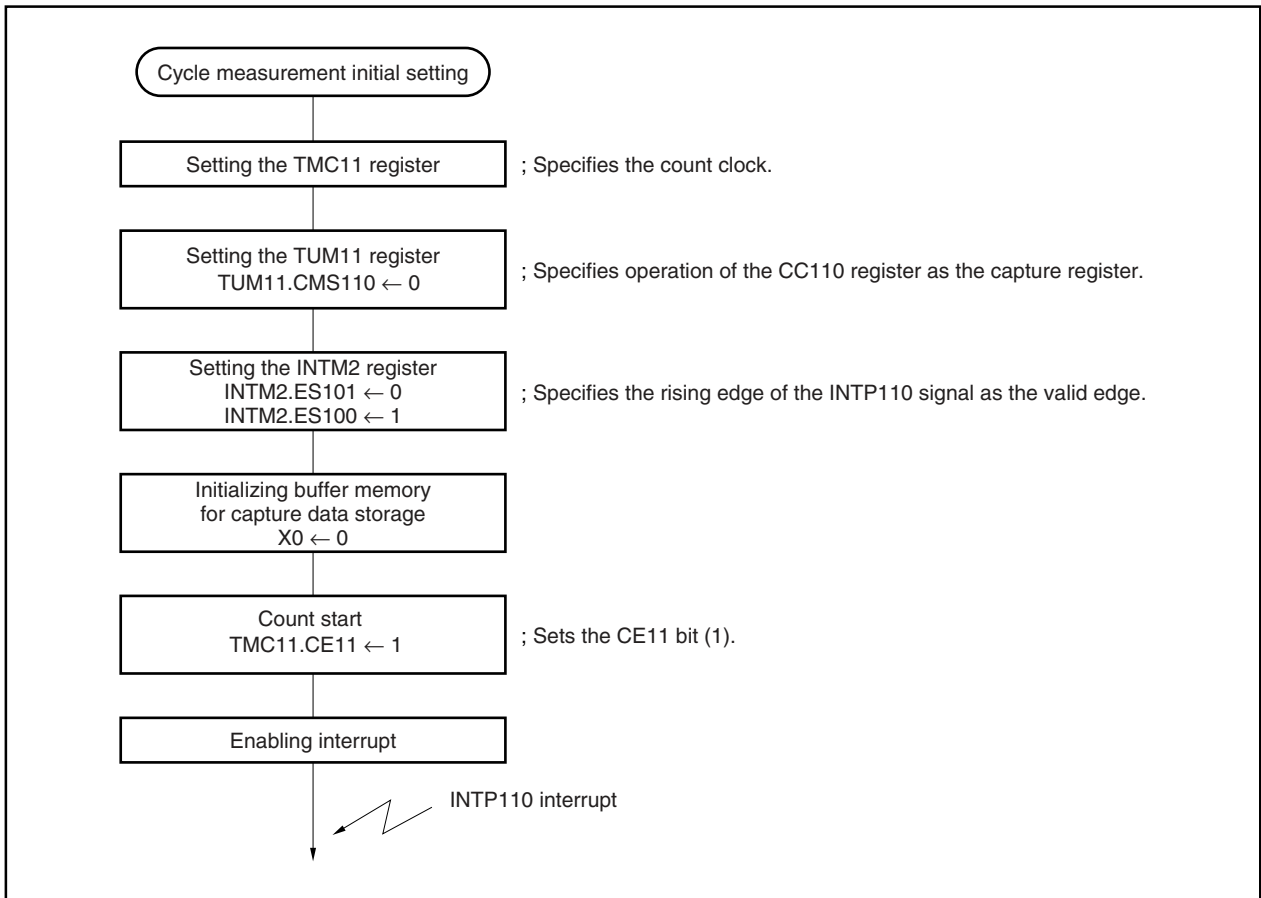 Cycle measurement initial setting
Setting the TMC11 register
; Specifies the count clock.
Setting the TUM11 register
TUM11.CMS110 ← 0
; Specifies operation of the CC110 register as the capture register.
Setting the INTM2 register
INTM2.ES101 ← 0
INTM2.ES100 ← 1
; Specifies the rising edge of the INTP110 signal as the valid edge.
Initializing buffer memory
for capture data storage
X0 ← 0
Count start
TMC11.CE11 ← 1
; Sets the CE11 bit (1).
Enabling interrupt
INTP110 interrupt